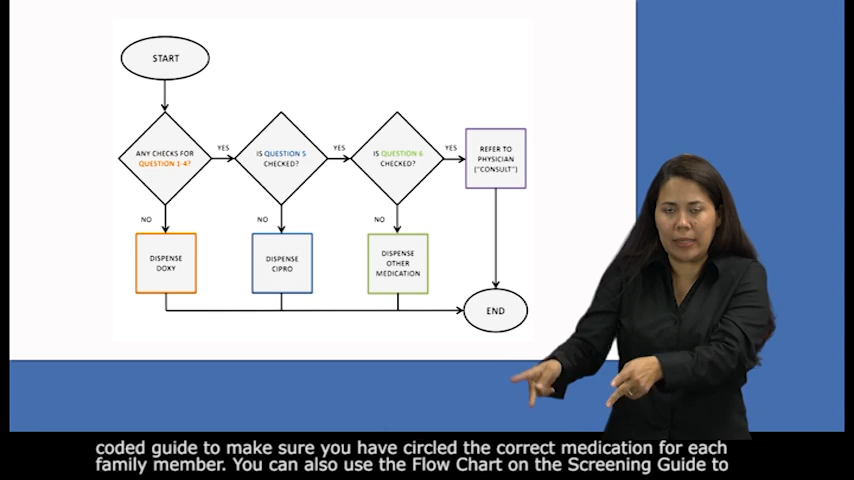 START
ANY CHECKS FOR
QUESTION 1-4?
YES
IS QUESTION 5
CHECKED?
YES
IS QUESTION 6
CHECKED?
YES
REFER TO
PHYSICIAN
("CONSULT")
NO
NO
NO
DISPENSE
DOXY
DISPENSE
CIPRO
DISPENSE
OTHER
MEDICATION
END
coded guide to make sure you have circled the correct medication for each
family member. You can also use the Flow Chart on the Screening Guide to